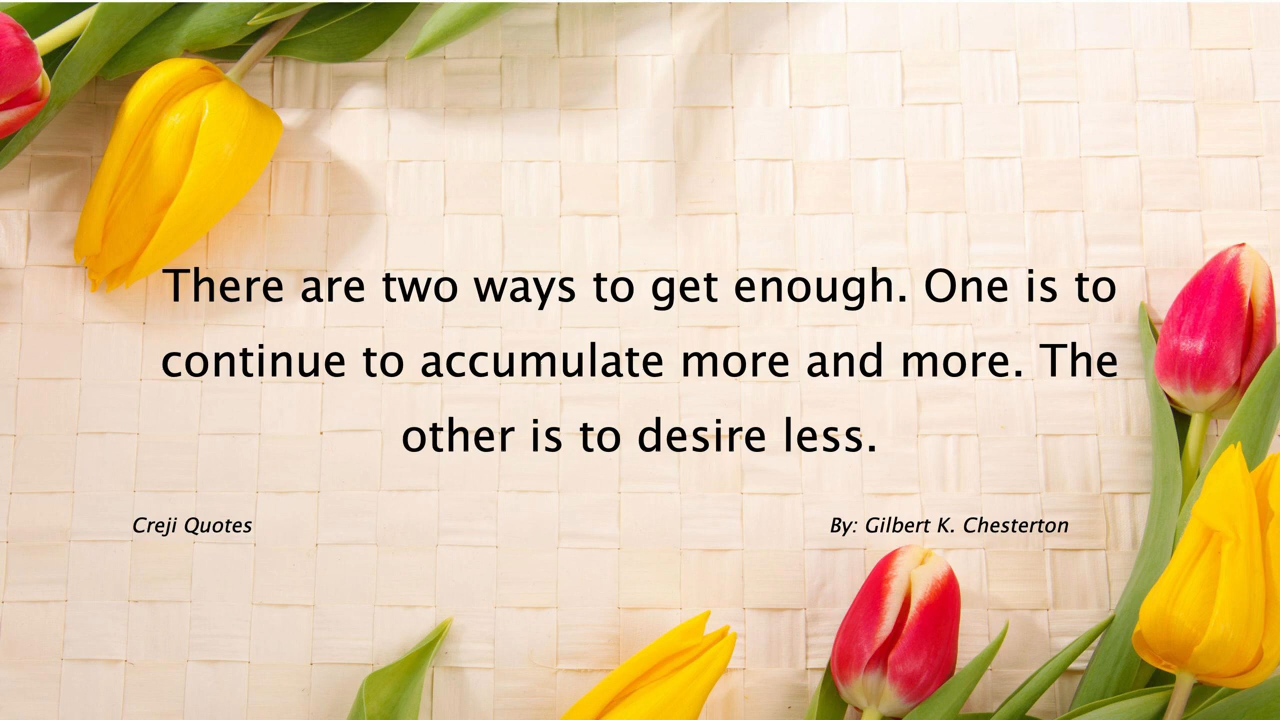 There are two ways to get enough. One is to
continue to accumulate more and more. The
other is to desire less.
Creji Quotes
By: Gilbert K. Chesterton